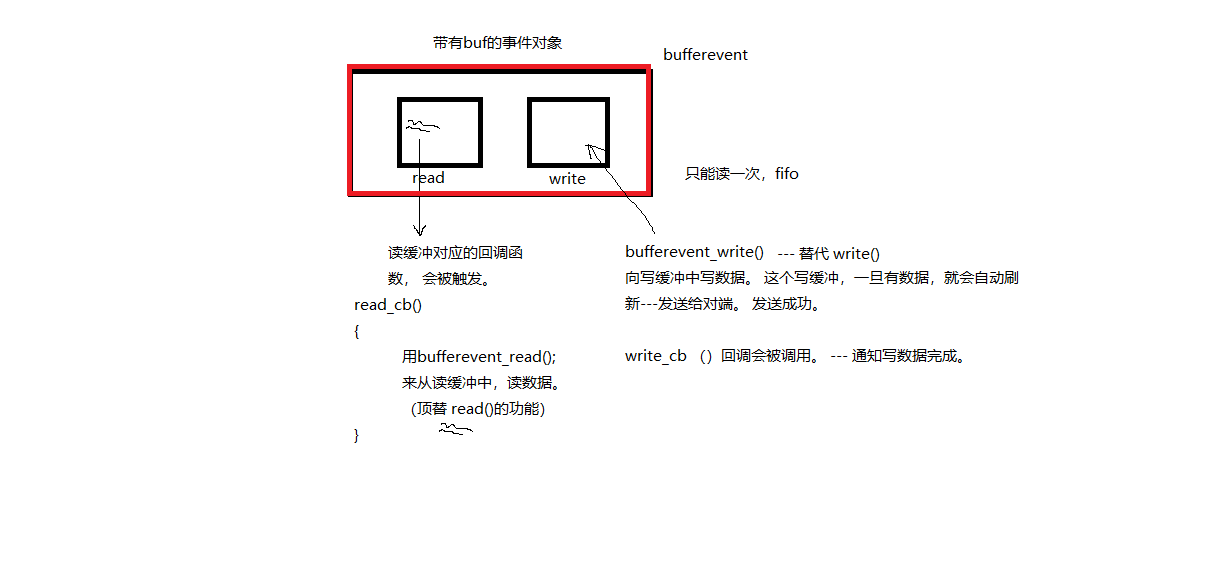 带有buf的事件对象
bufferevent
read
write
只能读一次，fifo
读缓冲对应的回调函
数， 会被触发。
read_cb()
{
用bufferevent_read();
来从读缓冲中，读数据。
（顶替 read()的功能）
}
bufferevent_write() --- 替代 write()
向写缓冲中写数据。 这个写缓冲，一旦有数据，就会自动刷
新---发送给对端。 发送成功。
write_cb （）回调会被调用。 --- 通知写数据完成。